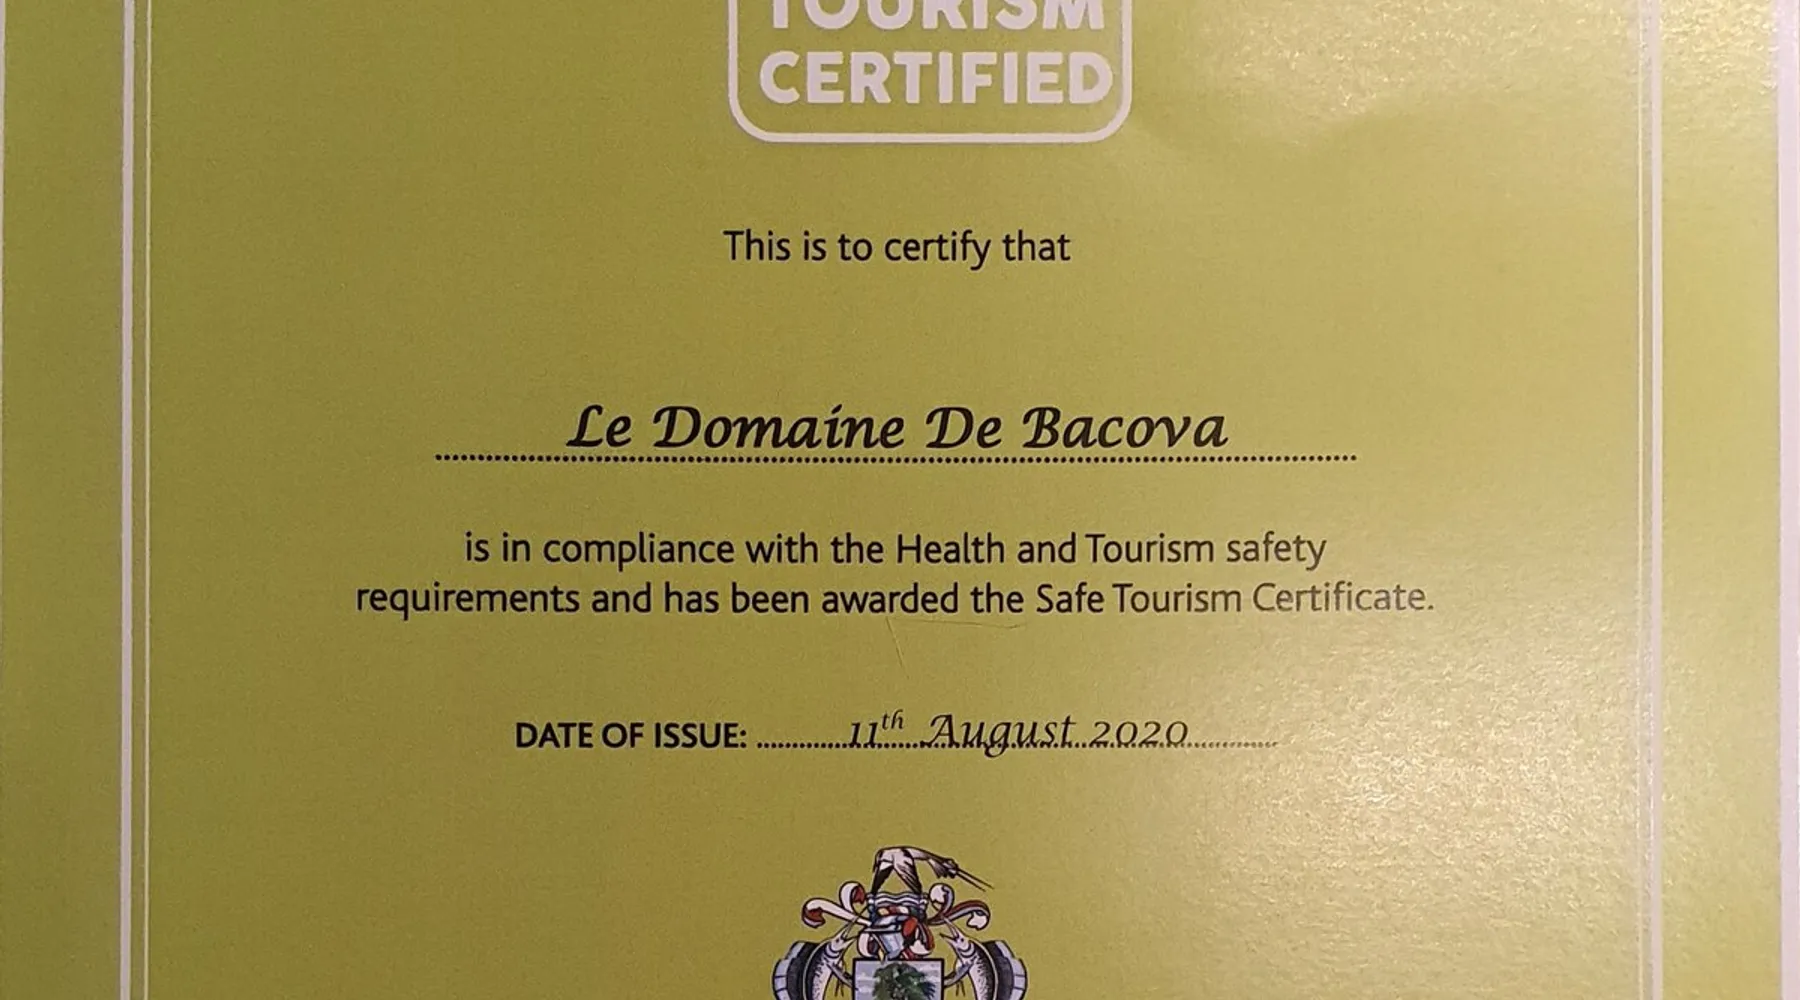 TOURISM
CERTIFIED
This is to certify that
Le Domaine De Bacova
is in compliance with the Health and Tourism safety
requirements and has been awarded the Safe Tourism Certificate.
DATE OF ISSUE: 11th August 2020